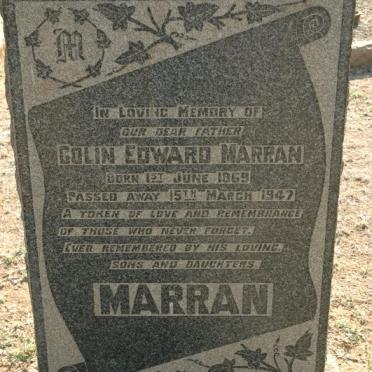 M
IN LOVING MEMORY OF
OUR DEAR FATHER
COLIN EDWARD MARRAN
BORN 1ST JUNE 1869
PASSED AWAY 15TH MARCH 1947
A TOKEN OF LOVE AND REMEMBRANCE
OF THOSE WHO NEVER FORGET.
EVER REMEMBERED BY HIS LOVING
SONS AND DAUGHTERS.
MARRAN